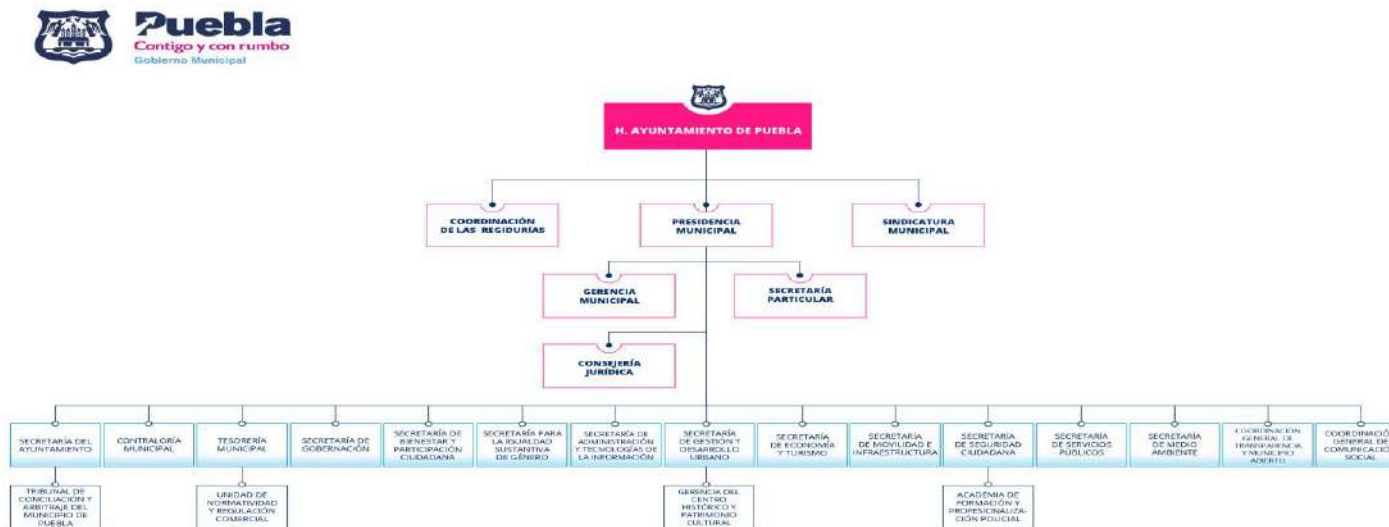 Puebla
Contigo y con rumbo
Gobierno Municipal
H. AYUNTAMIENTO DE PUEBLA
COORDINACIÓN
DE LAS REGIDURÍAS
PRESIDENCIA
MUNICIPAL
SINDICATURA
MUNICIPAL
GERENCIA
MUNICIPAL
SECRETARÍA
PARTICULAR
CONSEJERÍA
JURÍDICA
SECRETARÍA DEL
AYUNTAMIENTO
CONTRALORÍA
MUNICIPAL
TESORERÍA
MUNICIPAL
SECRETARÍA DE
GOBERNACIÓN
SECRETARÍA DE
BIENESTAR Y
PARTICIPACIÓN
CIUDADANA
SECRETARÍA PARA
LA IGUALDAD
SUSTANTIVA
DE GÉNERO
SECRETARÍA DE
ADMINISTRACIÓN
Y TECNOLOGÍAS DE
LA INFORMACIÓN
SECRETARÍA
DE GESTIÓN Y
DESARROLLO
URBANO
SECRETARÍA
DE ECONOMÍA
Y TURISMO
SECRETARÍA
DE MOVILIDAD E
INFRAESTRUCTURA
SECRETARÍA
DE SEGURIDAD
CIUDADANA
SECRETARÍA
DE SERVICIOS
PÚBLICOS
SECRETARÍA
DE MEDIO
AMBIENTE
COORDINACIÓN
GENERAL DE
TRANSPARENCIA
Y MUNICIPIO
ABIERTO
COORDINACIÓN
GENERAL DE
COMUNICACIÓN
SOCIAL
TRIBUNAL DE
CONCILIACIÓN Y
ARBITRAJE DEL
MUNICIPIO DE
PUEBLA
UNIDAD DE
NORMATIVIDAD
Y REGULACIÓN
COMERCIAL
GERENCIA DEL
CENTRO
HISTÓRICO Y
PATRIMONIO
CULTURAL
ACADEMIA DE
FORMACIÓN Y
PROFESIONALIZA-
CIÓN POLICIAL